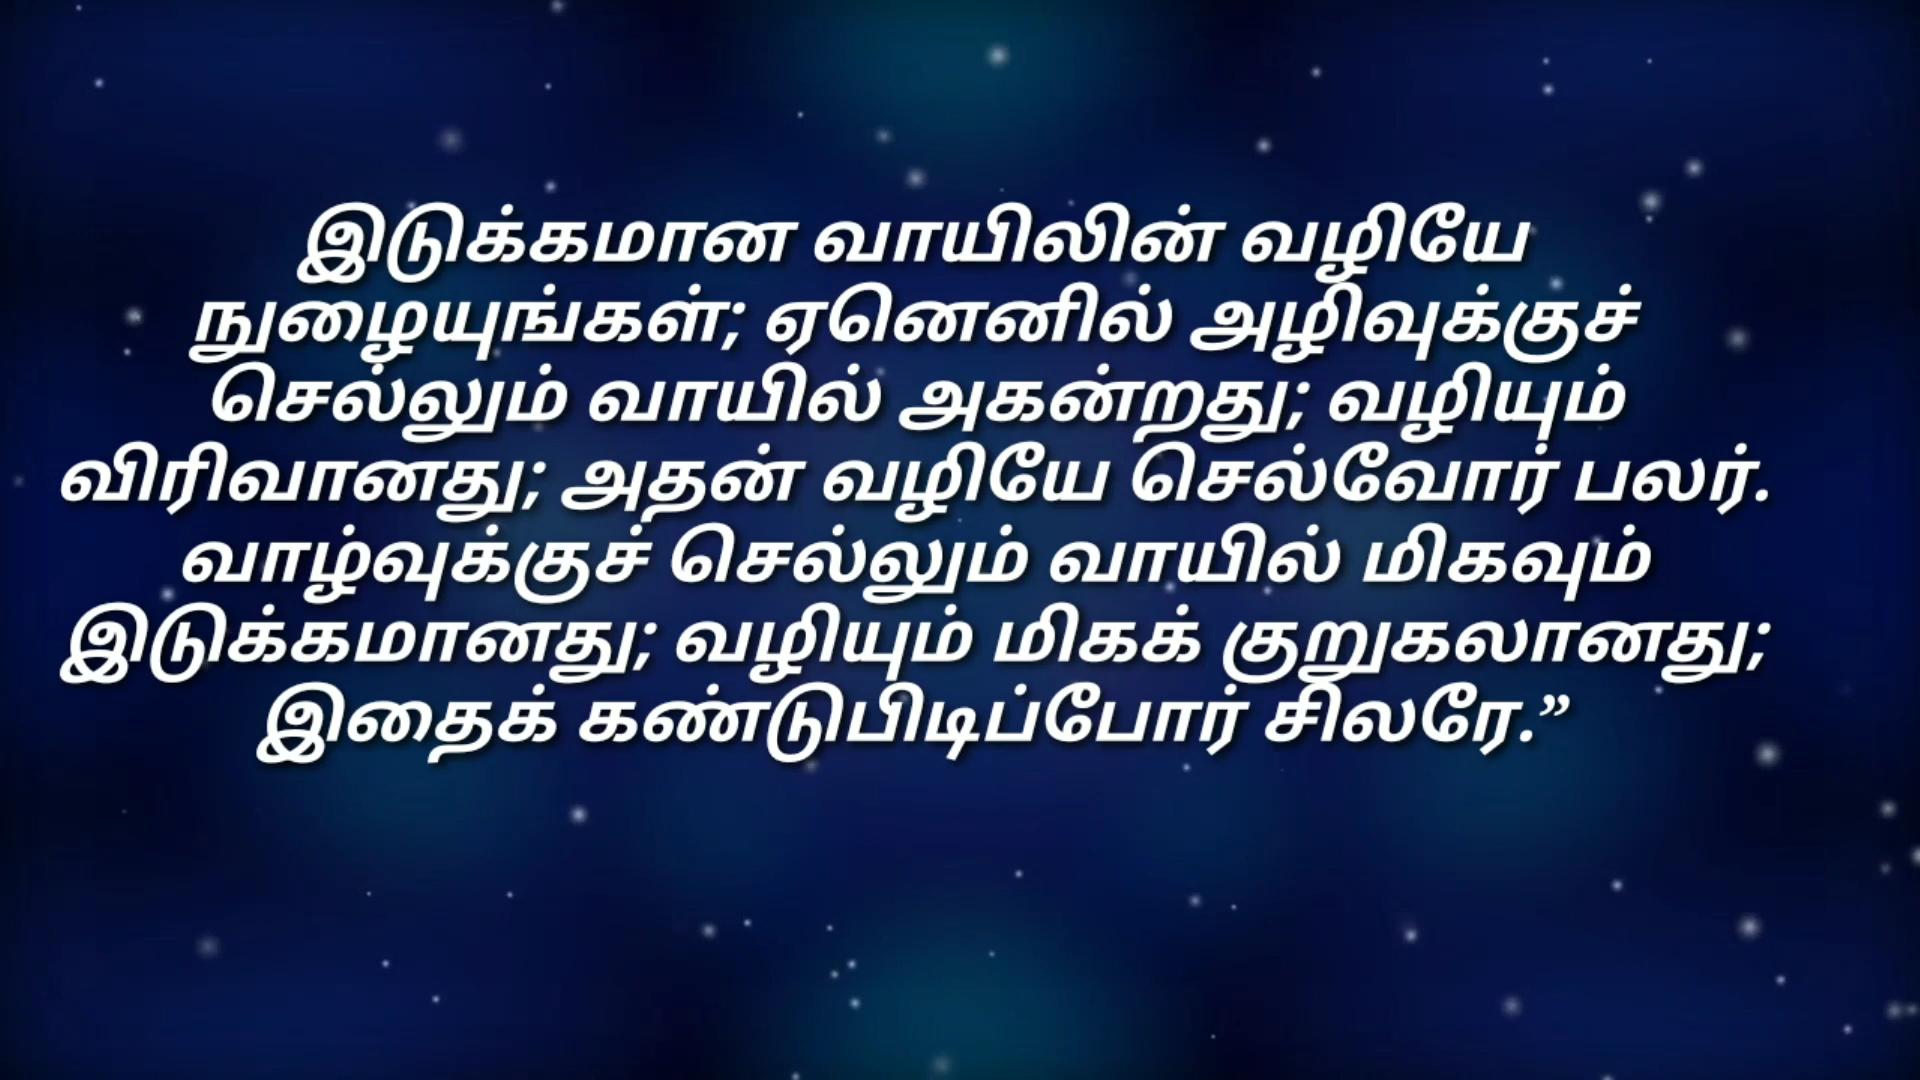 இடுக்கமான வாயிலின் வழியே
நுழையுங்கள்; ஏனெனில் அழிவுக்குச்
செல்லும் வாயில் அகன்றது; வழியும்
விரிவானது; அதன் வழியே செல்வோர் பலர்.
வாழ்வுக்குச் செல்லும் வாயில் மிகவும்
இடுக்கமானது; வழியும் மிகக் குறுகலானது;
இதைக் கண்டுபிடிப்போர் சிலரே.”